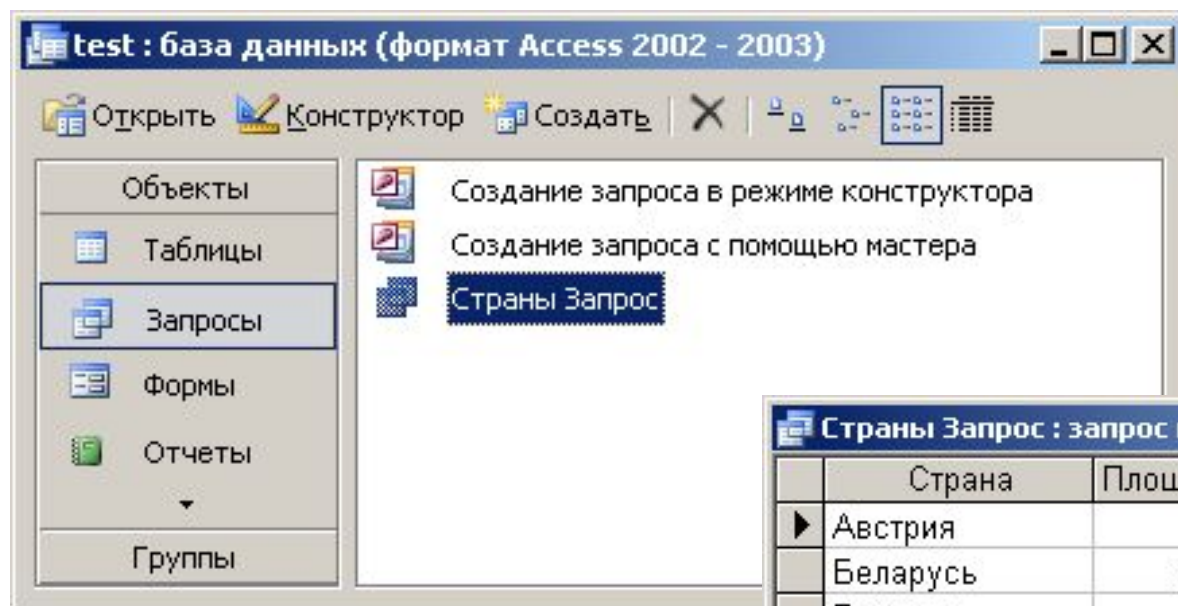 test : база данных (формат Access 2002 - 2003)
Открыть Конструктор Создать
Объекты
Таблицы
Запросы
Формы
Отчеты
Группы
Создание запроса в режиме конструктора
Создание запроса с помощью мастера
Страны Запрос
Страны Запрос : запрос
Страна Площ
Австрия
Беларусь